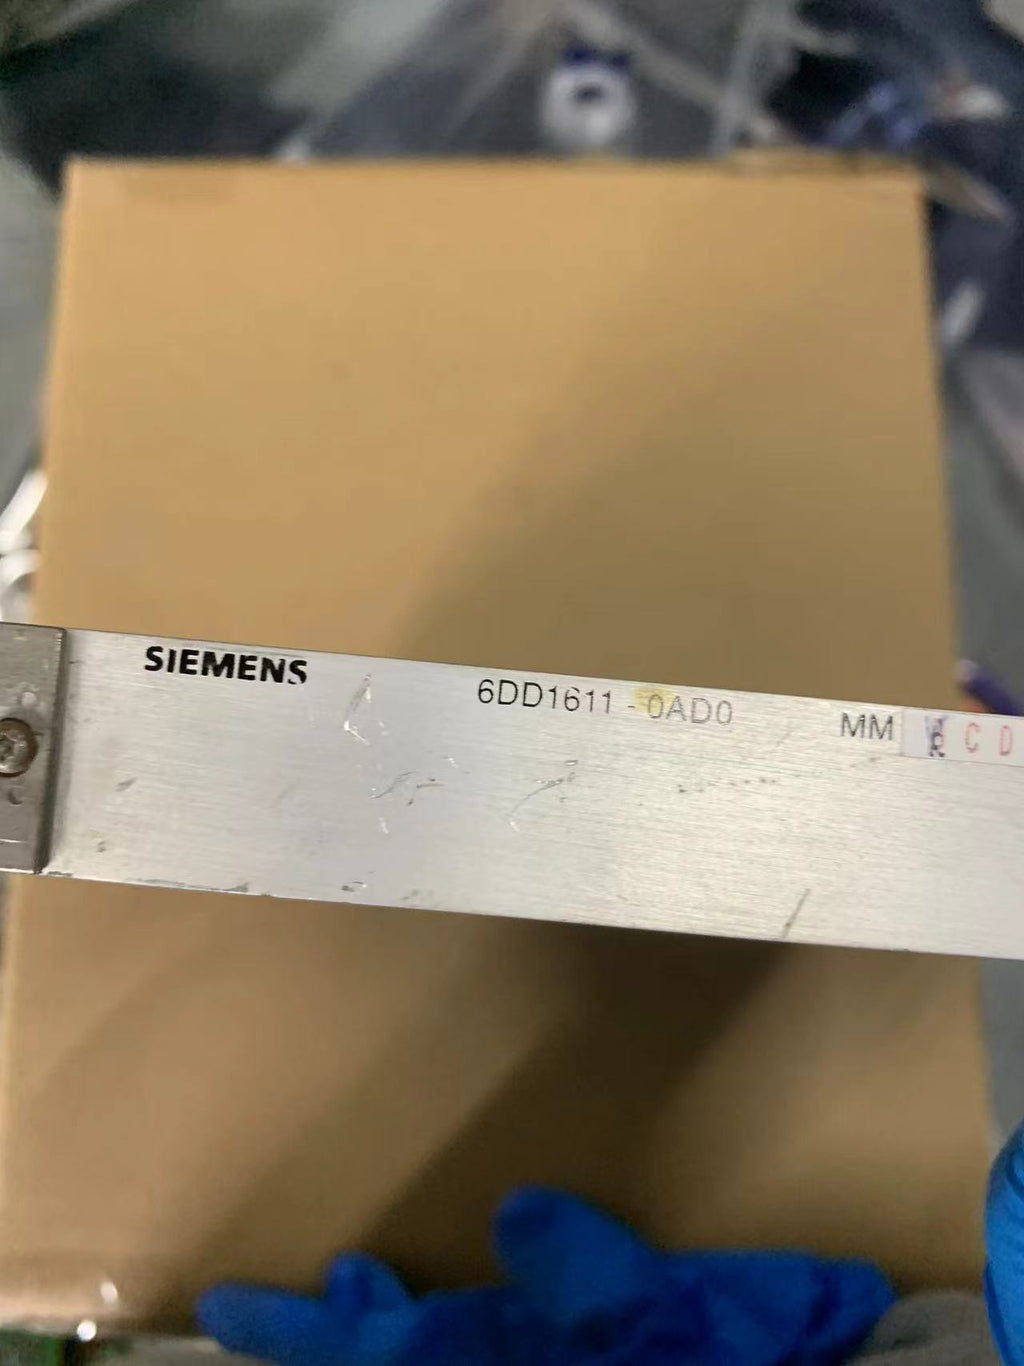 SIEMENS
6DD1611 - 0AD0
MM
C D